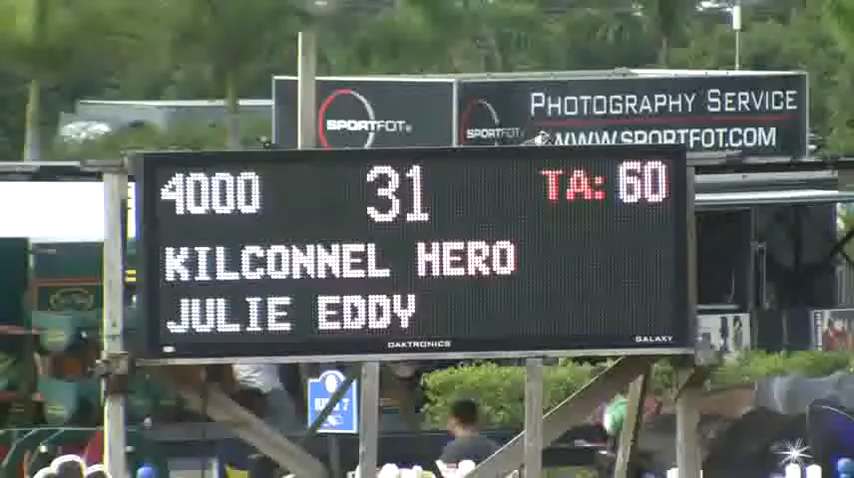 SPORTFOT
SPORTFOT
PHOTOGRAPHY SERVICE
WWW.SPORTFOT.COM
4000 31 TA: 60
KILCONNEL HERO
JULIE EDDY
DAKTRONICS GALAXY